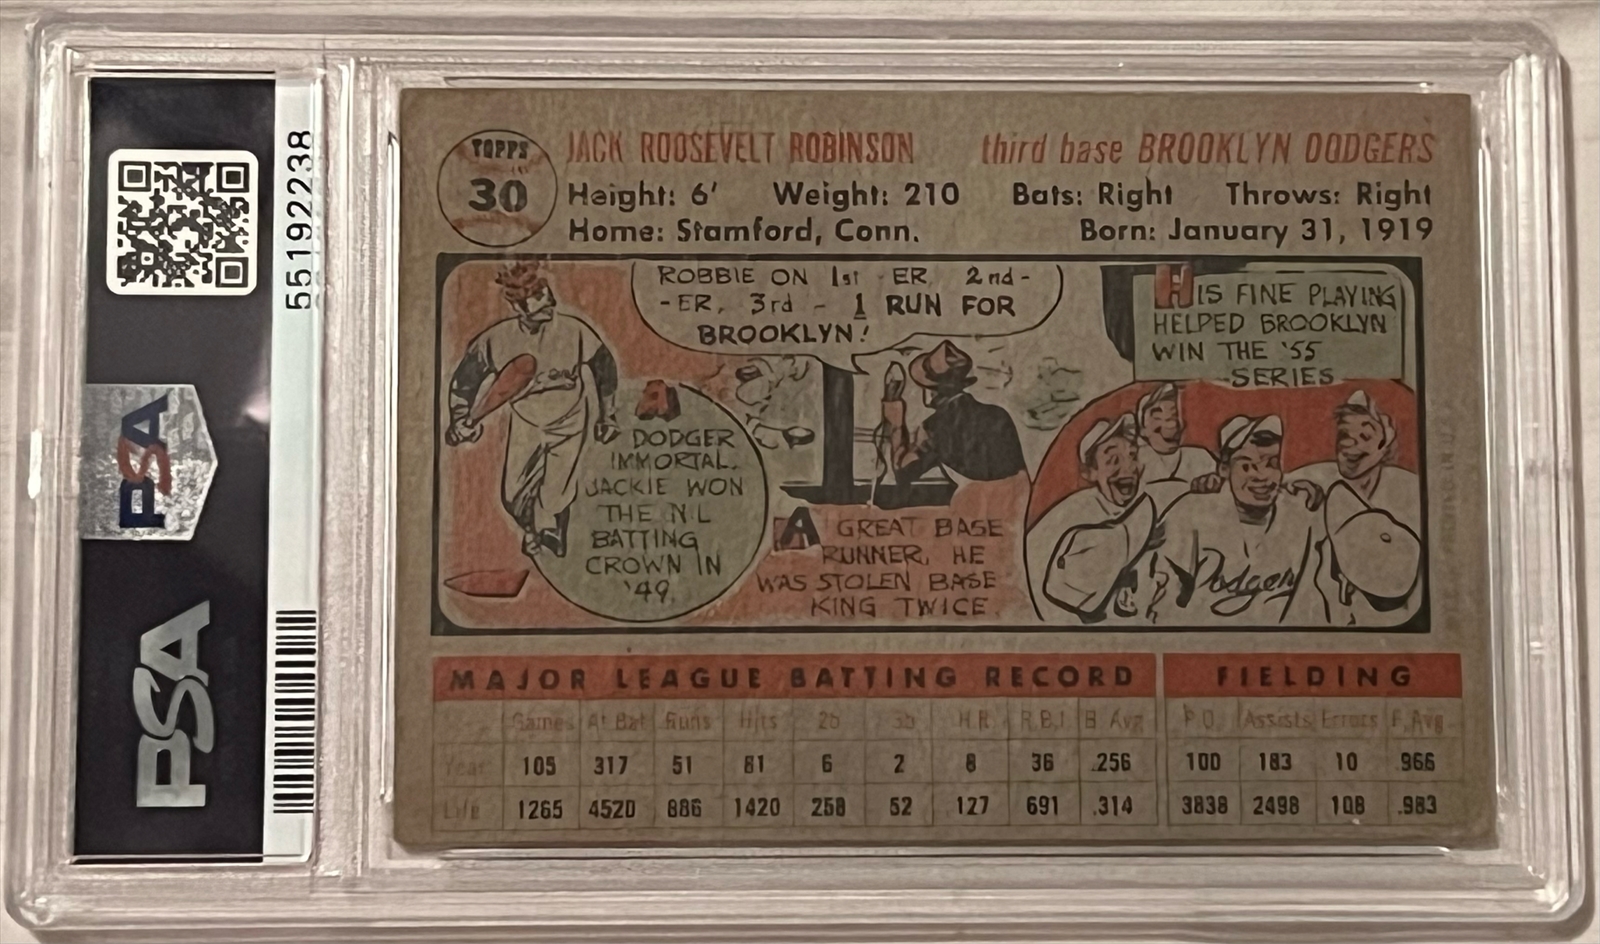 PSA
PSA
55192238
TOPPS
30
JACK ROOSEVELT ROBINSON third base BROOKLYN DODGERS
Height: 6' Weight: 210 Bats: Right Throws: Right
Home: Stamford, Conn. Born: January 31, 1919
ROBBIE ON 1st - ER, 2nd -
- ER, 3rd - 1 RUN FOR
BROOKLYN!
A
DODGER
IMMORTAL,
JACKIE WON
THE N.L
BATTING
CROWN IN
'49.
A GREAT BASE
RUNNER, HE
WAS STOLEN BASE
KING TWICE.
HIS FINE PLAYING
HELPED BROOKLYN
WIN THE '55
SERIES
Dodgers
MAJOR LEAGUE BATTING RECORD FIELDING
Games At Bat Runs Hits 2b 3b H.R. R.B.I. B Avg. P.O. Assists Errors F. Avg.
Year 105 317 51 81 6 2 8 36 .256 100 183 10 .966
Life 1265 4520 886 1420 258 52 127 691 .314 3838 2498 108 .983